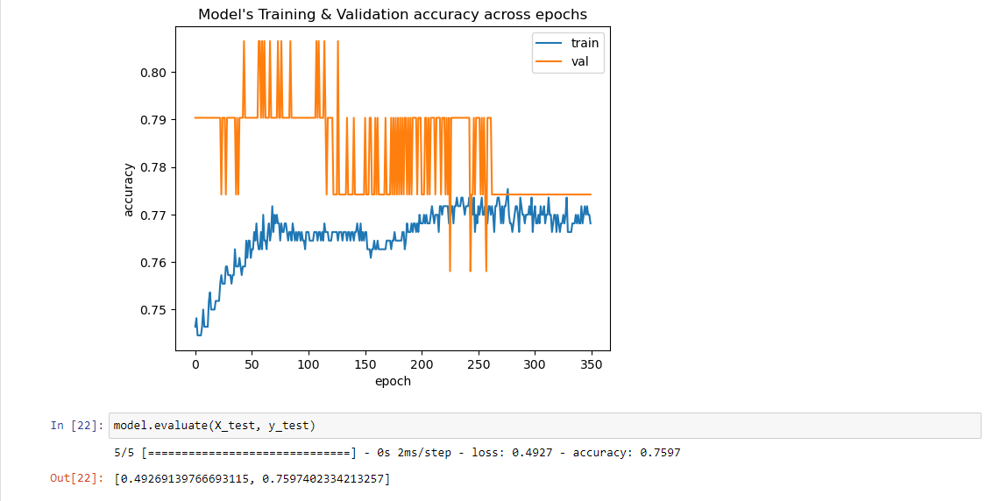 Model's Training & Validation accuracy across epochs
train
val
0.80
0.79
0.78
0.77
0.76
0.75
accuracy
0 50 100 150 200 250 300 350
epoch
In [22]: model.evaluate(X_test, y_test)
5/5 [==============================] - 0s 2ms/step - loss: 0.4927 - accuracy: 0.7597
Out[22]: [0.49269139766693115, 0.7597402334213257]